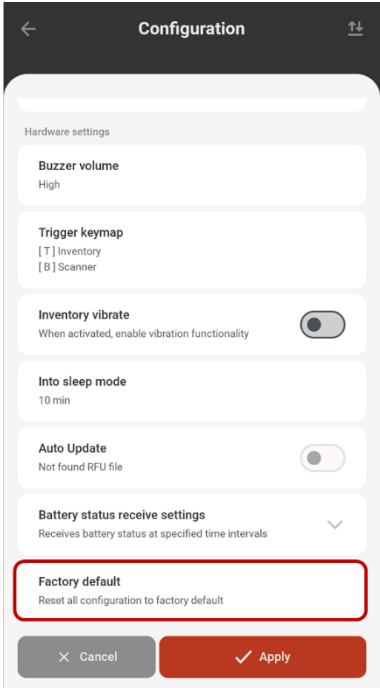 Configuration
Hardware settings
Buzzer volume
High
Trigger keymap
[ T ] Inventory
[ B ] Scanner
Inventory vibrate
When activated, enable vibration functionality
Into sleep mode
10 min
Auto Update
Not found RFU file
Battery status receive settings
Receives battery status at specified time intervals
Factory default
Reset all configuration to factory default
Cancel
Apply